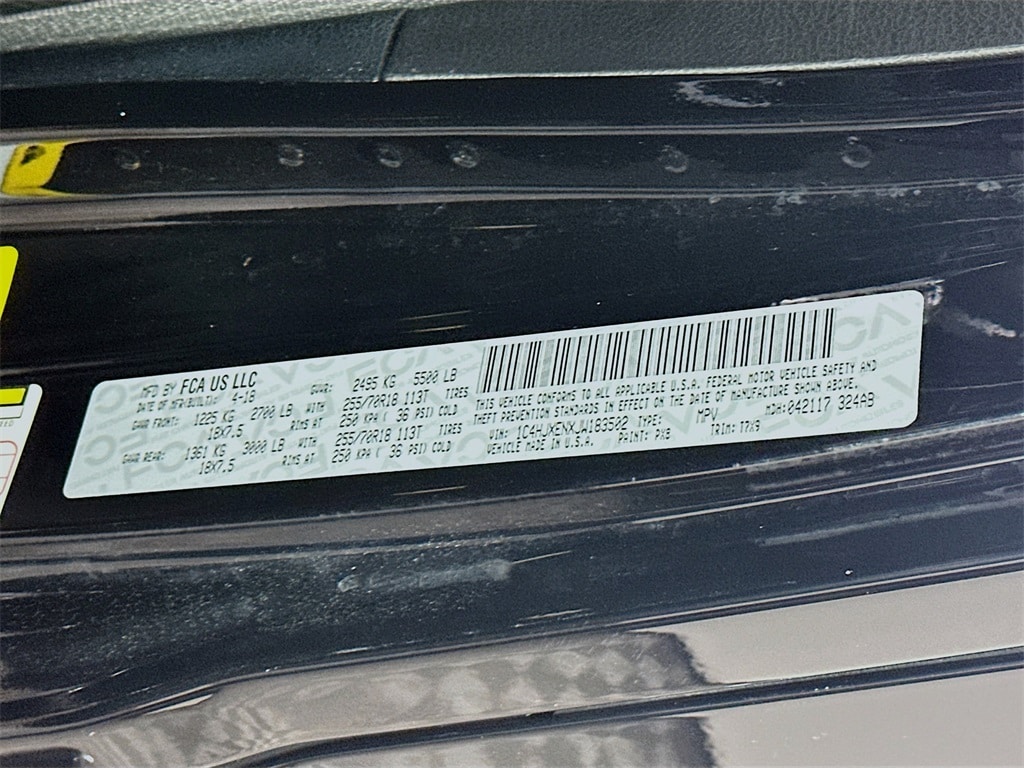 MFD BY FCA US LLC
DATE OF MFR(BUILT): 4-18 GVWR: 2495 KG 5500 LB
GAWR FRONT: 1225 KG 2700 LB WITH 255/70R18 113T TIRES
18X7.5 RIMS AT 250 KPA ( 36 PSI) COLD
GAWR REAR: 1361 KG 3000 LB WITH 255/70R18 113T TIRES
18X7.5 RIMS AT 250 KPA ( 36 PSI) COLD
THIS VEHICLE CONFORMS TO ALL APPLICABLE U.S.A. FEDERAL MOTOR VEHICLE SAFETY AND
THEFT PREVENTION STANDARDS IN EFFECT ON THE DATE OF MANUFACTURE SHOWN ABOVE.
VIN: 1C4HJXENXJW183502 TYPE: MPV MDH: 042117 324AB
VEHICLE MADE IN U.S.A. PAINT: PX8 TRIM: T7X9